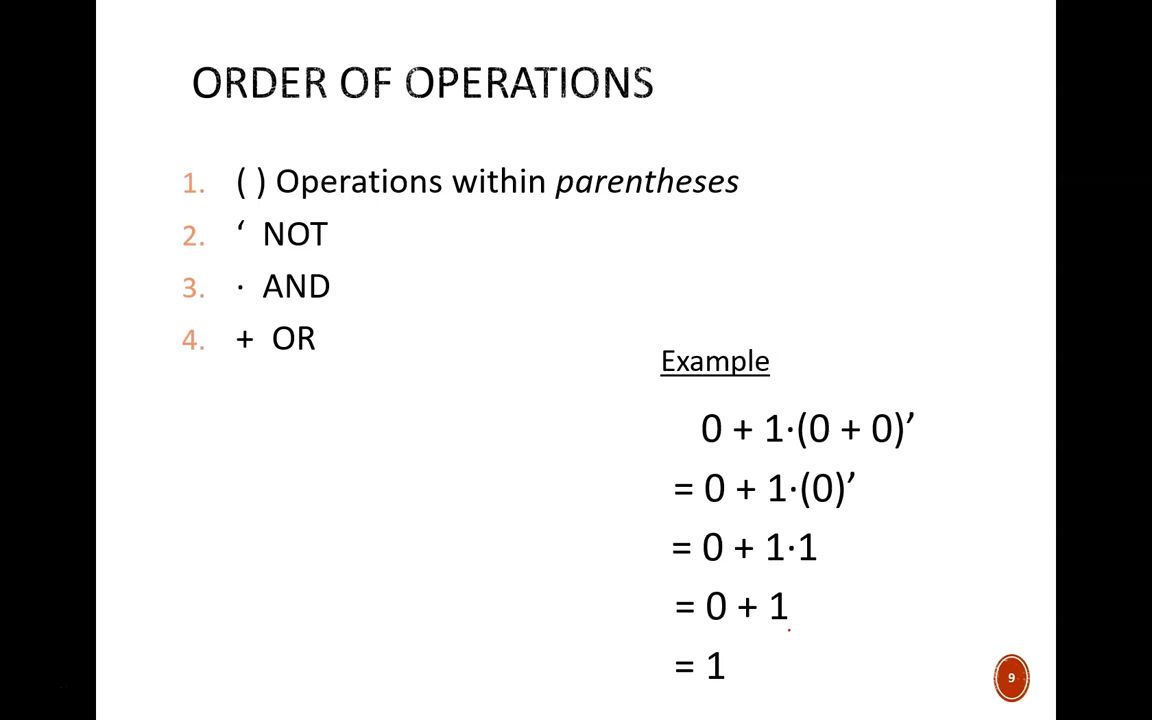 ORDER OF OPERATIONS
1. ( ) Operations within parentheses
2. ‘ NOT
3. · AND
4. + OR
Example
0 + 1·(0 + 0)’
= 0 + 1·(0)’
= 0 + 1·1
= 0 + 1
= 1
9